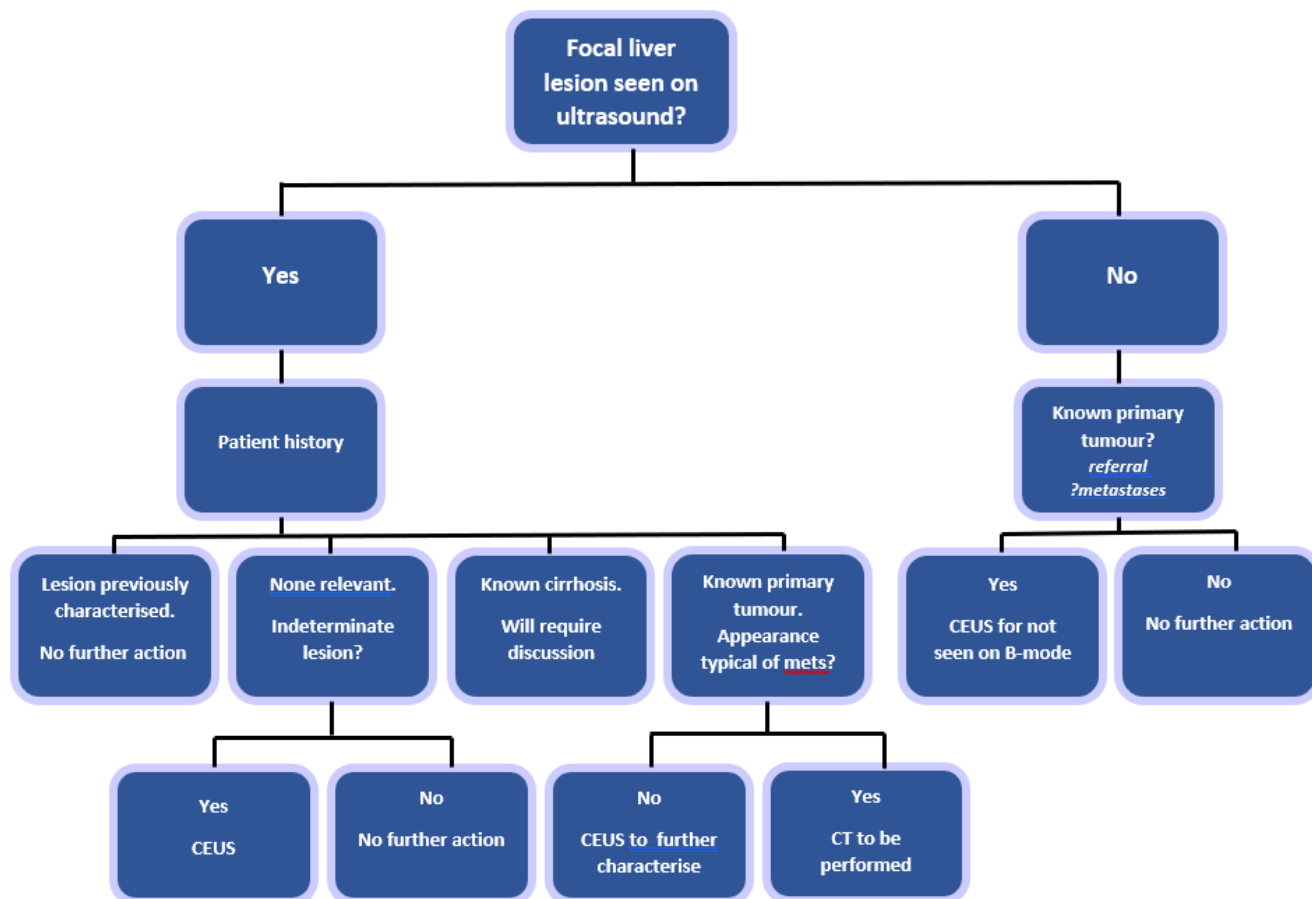 Focal liver
lesion seen on
ultrasound?
Yes
No
Patient history
Known primary
tumour?
referral
?metastases
Lesion previously
characterised.
No further action
None relevant.
Indeterminate
lesion?
Known cirrhosis.
Will require
discussion
Known primary
tumour.
Appearance
typical of mets?
Yes
CEUS for not
seen on B-mode
No
No further action
Yes
CEUS
No
No further action
No
CEUS to further
characterise
Yes
CT to be
performed